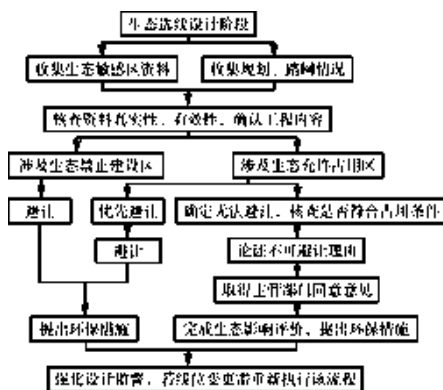 生态选线设计阶段
收集生态敏感区资料
收集规划、路网情况
核查资料真实性、有效性，确认工程内容
涉及生态禁止建设区
涉及生态允许占用区
避让
优先避让
确定无法避让，核查是否符合占用条件
避让
论证不可避让理由
取得主管部门同意意见
提出环保措施
完成生态影响评价，提出环保措施
强化设计监督，若线位变更需重新执行该流程